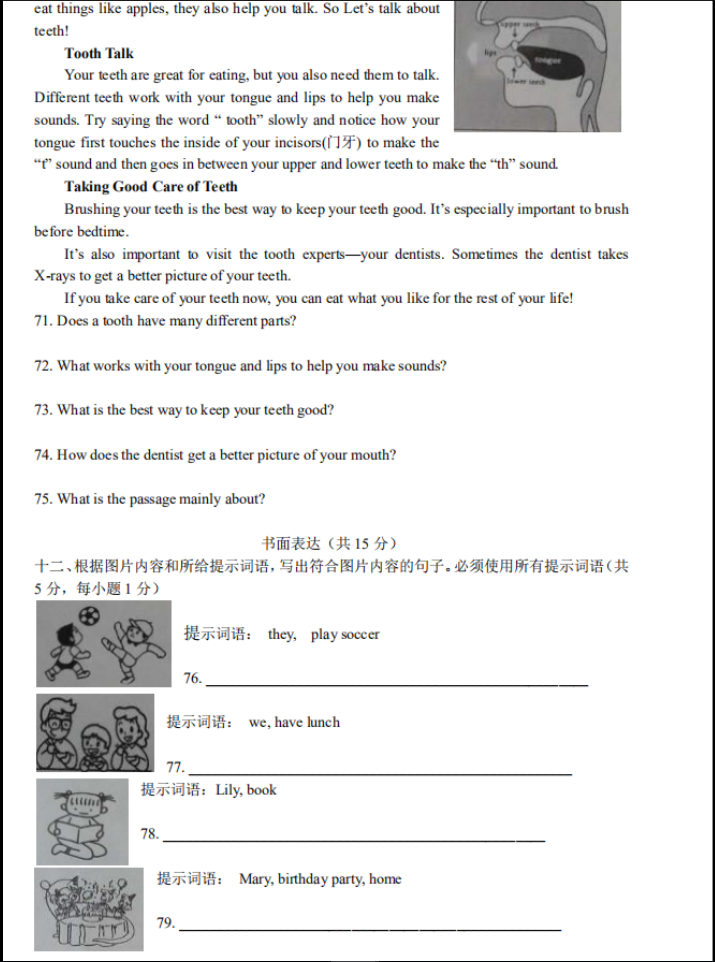 eat things like apples, they also help you talk. So Let's talk about
teeth!
upper teeth
lips
tongue
lower teeth
Tooth Talk
Your teeth are great for eating, but you also need them to talk.
Different teeth work with your tongue and lips to help you make
sounds. Try saying the word “ tooth” slowly and notice how your
tongue first touches the inside of your incisors(门牙) to make the
“t” sound and then goes in between your upper and lower teeth to make the “th” sound.
Taking Good Care of Teeth
Brushing your teeth is the best way to keep your teeth good. It's especially important to brush
before bedtime.
It's also important to visit the tooth experts—your dentists. Sometimes the dentist takes
X-rays to get a better picture of your teeth.
If you take care of your teeth now, you can eat what you like for the rest of your life!
71. Does a tooth have many different parts?
72. What works with your tongue and lips to help you make sounds?
73. What is the best way to keep your teeth good?
74. How does the dentist get a better picture of your mouth?
75. What is the passage mainly about?
书面表达（共 15 分）
十二、根据图片内容和所给提示词语，写出符合图片内容的句子。必须使用所有提示词语（共
5 分，每小题 1 分）
提示词语： they, play soccer
76.
提示词语： we, have lunch
77.
提示词语：Lily, book
78.
提示词语： Mary, birthday party, home
79.